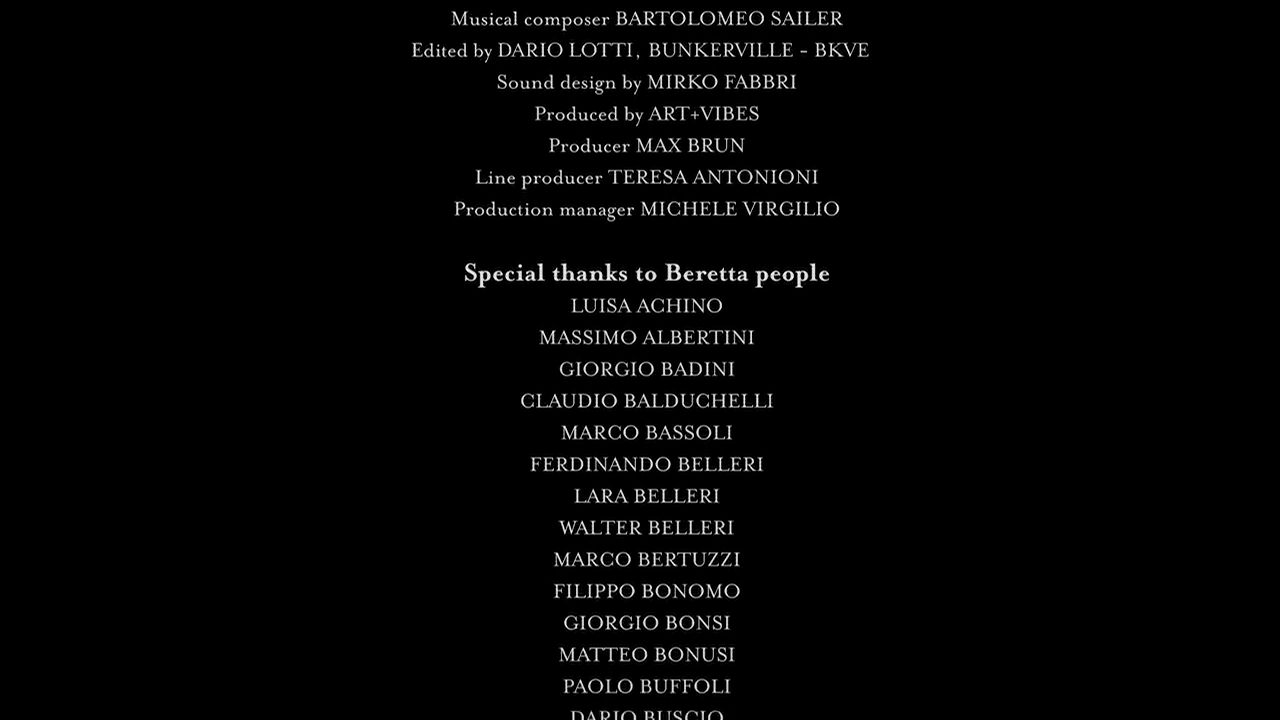 Musical composer BARTOLOMEO SAILER
Edited by DARIO LOTTI, BUNKERVILLE - BKVE
Sound design by MIRKO FABBRI
Produced by ART+VIBES
Producer MAX BRUN
Line producer TERESA ANTONIONI
Production manager MICHELE VIRGILIO
Special thanks to Beretta people
LUISA ACHINO
MASSIMO ALBERTINI
GIORGIO BADINI
CLAUDIO BALDUCHELLI
MARCO BASSOLI
FERDINANDO BELLERI
LARA BELLERI
WALTER BELLERI
MARCO BERTUZZI
FILIPPO BONOMO
GIORGIO BONSI
MATTEO BONUSI
PAOLO BUFFOLI
DARIO BUSCIO